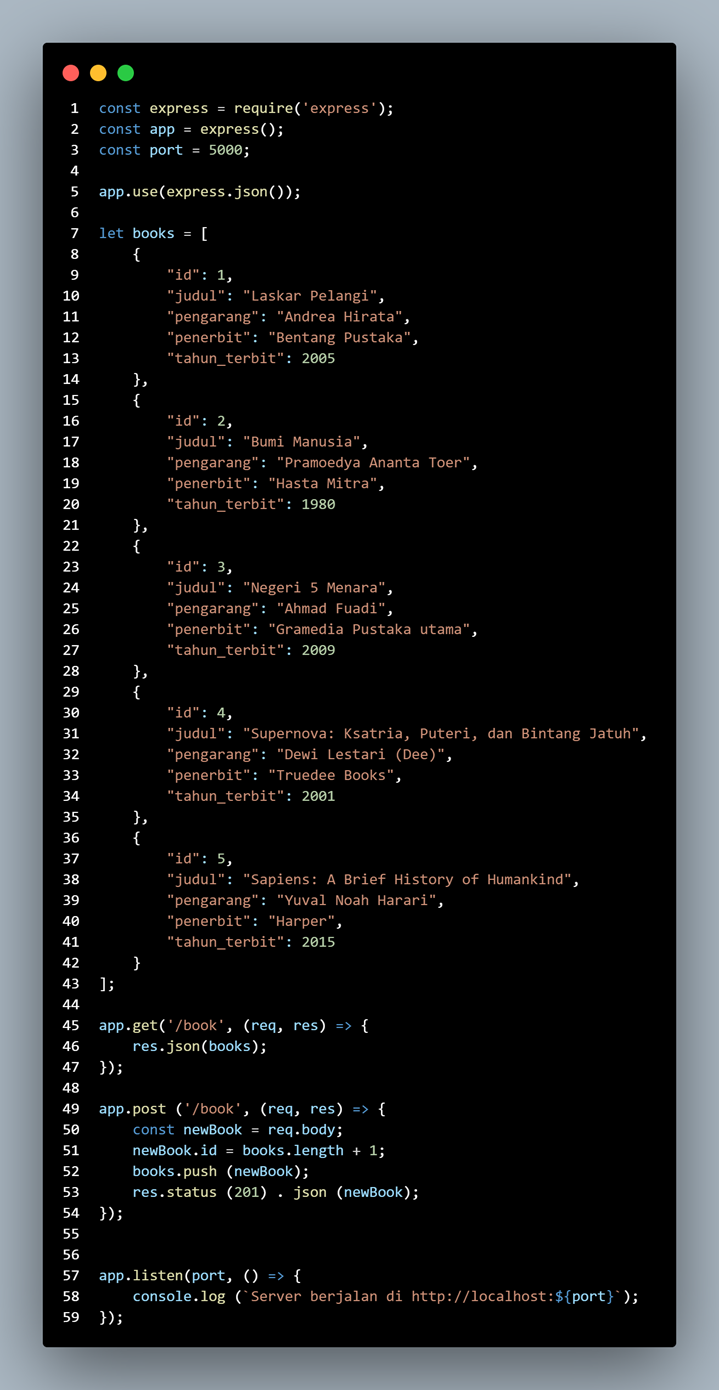 1 const express = require('express');
2 const app = express();
3 const port = 5000;
4
5 app.use(express.json());
6
7 let books = [
8     {
9         "id": 1,
10         "judul": "Laskar Pelangi",
11         "pengarang": "Andrea Hirata",
12         "penerbit": "Bentang Pustaka",
13         "tahun_terbit": 2005
14     },
15     {
16         "id": 2,
17         "judul": "Bumi Manusia",
18         "pengarang": "Pramoedya Ananta Toer",
19         "penerbit": "Hasta Mitra",
20         "tahun_terbit": 1980
21     },
22     {
23         "id": 3,
24         "judul": "Negeri 5 Menara",
25         "pengarang": "Ahmad Fuadi",
26         "penerbit": "Gramedia Pustaka utama",
27         "tahun_terbit": 2009
28     },
29     {
30         "id": 4,
31         "judul": "Supernova: Ksatria, Puteri, dan Bintang Jatuh",
32         "pengarang": "Dewi Lestari (Dee)",
33         "penerbit": "Truedee Books",
34         "tahun_terbit": 2001
35     },
36     {
37         "id": 5,
38         "judul": "Sapiens: A Brief History of Humankind",
39         "pengarang": "Yuval Noah Harari",
40         "penerbit": "Harper",
41         "tahun_terbit": 2015
42     }
43 ];
44
45 app.get('/book', (req, res) => {
46     res.json(books);
47 });
48
49 app.post ('/book', (req, res) => {
50     const newBook = req.body;
51     newBook.id = books.length + 1;
52     books.push (newBook);
53     res.status (201) . json (newBook);
54 });
55
56
57 app.listen(port, () => {
58     console.log (`Server berjalan di http://localhost:${port}`);
59 });